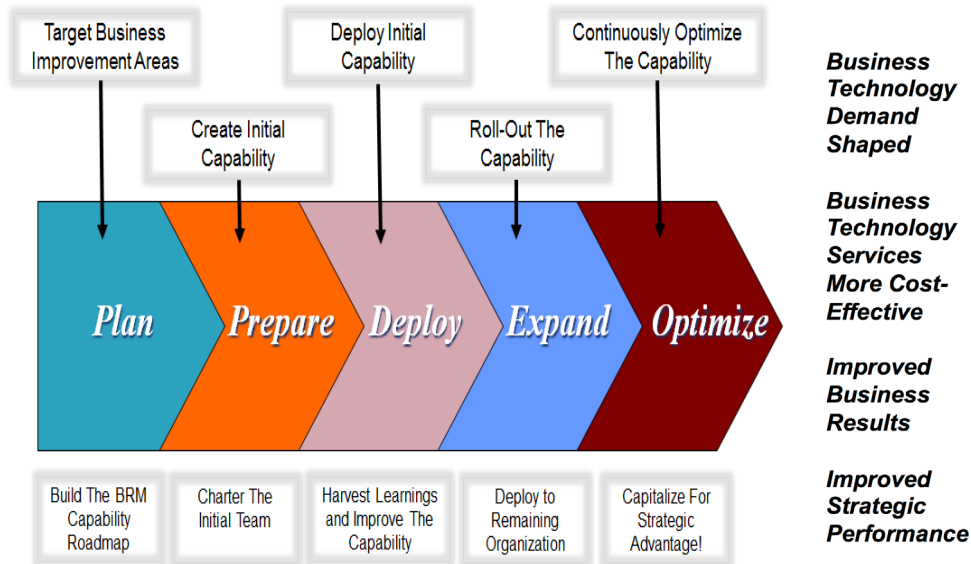 Target Business
Improvement Areas
Deploy Initial
Capability
Continuously Optimize
The Capability
Create Initial
Capability
Roll-Out The
Capability
Plan
Prepare
Deploy
Expand
Optimize
Build The BRM
Capability
Roadmap
Charter The
Initial Team
Harvest Learnings
and Improve The
Capability
Deploy to
Remaining
Organization
Capitalize For
Strategic
Advantage!
Business
Technology
Demand
Shaped
Business
Technology
Services
More Cost-
Effective
Improved
Business
Results
Improved
Strategic
Performance